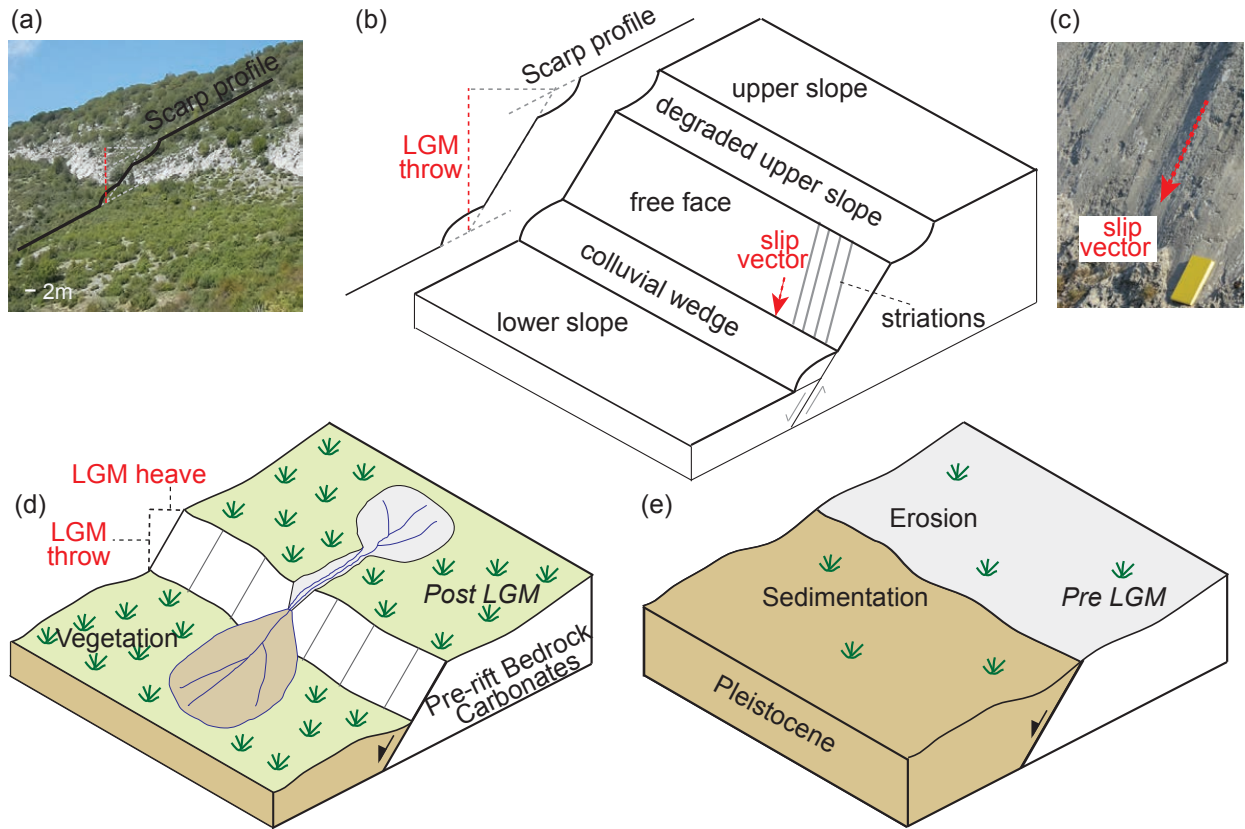 (a)
Scarp profile
– 2m
(b)
Scarp profile
LGM
throw
upper slope
degraded upper slope
free face
slip
vector
colluvial wedge
striations
lower slope
(c)
slip
vector
(d)
LGM heave
LGM
throw
Vegetation
Post LGM
Pre-rift Bedrock
Carbonates
(e)
Erosion
Sedimentation
Pre LGM
Pleistocene